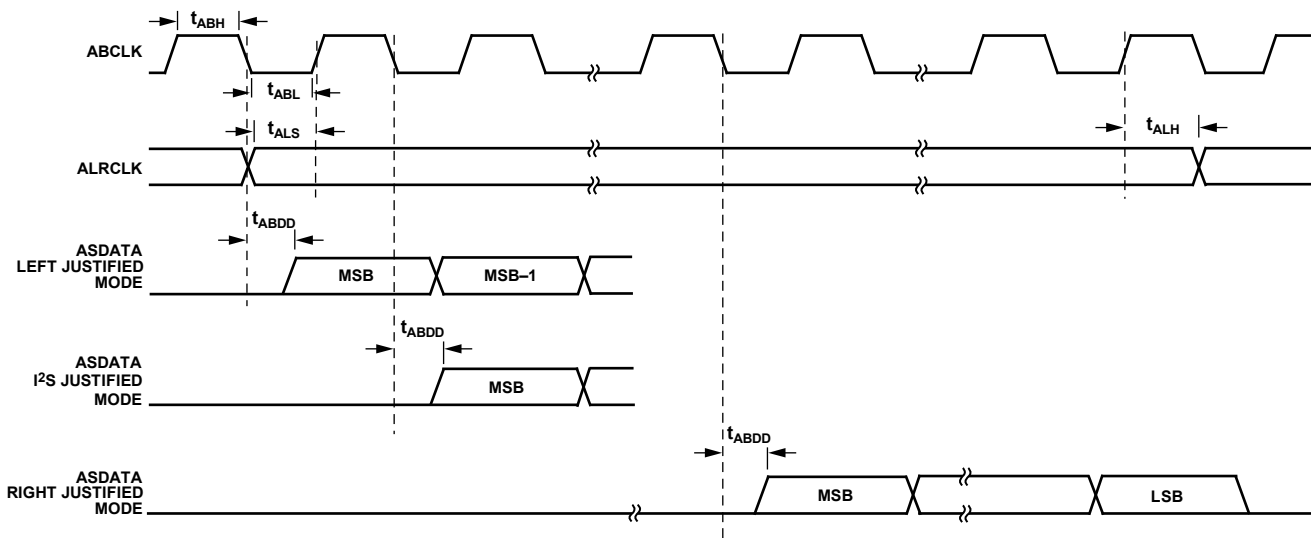 tABH
ABCLK
tABL
tALS
tALH
ALRCLK
tABDD
ASDATA
LEFT JUSTIFIED
MODE
MSB
MSB–1
tABDD
ASDATA
I2S JUSTIFIED
MODE
MSB
tABDD
ASDATA
RIGHT JUSTIFIED
MODE
MSB
LSB